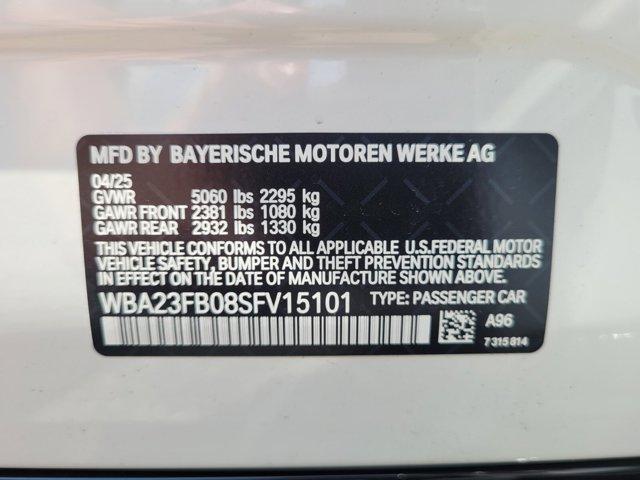 MFD BY BAYERISCHE MOTOREN WERKE AG
04/25
GVWR 5060 lbs 2295 kg
GAWR FRONT 2381 lbs 1080 kg
GAWR REAR 2932 lbs 1330 kg
THIS VEHICLE CONFORMS TO ALL APPLICABLE U.S.FEDERAL MOTOR
VEHICLE SAFETY, BUMPER AND THEFT PREVENTION STANDARDS
IN EFFECT ON THE DATE OF MANUFACTURE SHOWN ABOVE.
WBA23FB08SFV15101 TYPE: PASSENGER CAR
A96
7315814